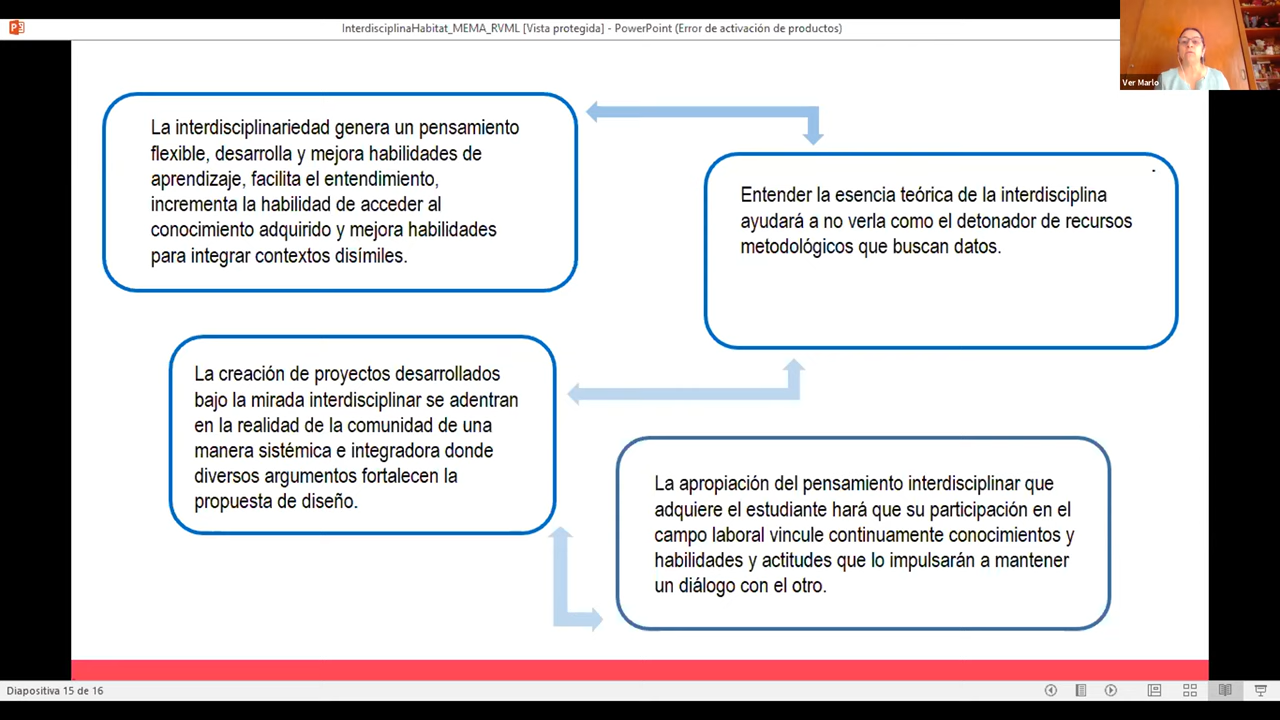 InterdisciplinaHabitat_MEMA_RVML [Vista protegida] - PowerPoint (Error de activación de productos)
Ver Marlo
La interdisciplinariedad genera un pensamiento
flexible, desarrolla y mejora habilidades de
aprendizaje, facilita el entendimiento,
incrementa la habilidad de acceder al
conocimiento adquirido y mejora habilidades
para integrar contextos disímiles.
Entender la esencia teórica de la interdisciplina
ayudará a no verla como el detonador de recursos
metodológicos que buscan datos.
La creación de proyectos desarrollados
bajo la mirada interdisciplinar se adentran
en la realidad de la comunidad de una
manera sistémica e integradora donde
diversos argumentos fortalecen la
propuesta de diseño.
La apropiación del pensamiento interdisciplinar que
adquiere el estudiante hará que su participación en el
campo laboral vincule continuamente conocimientos y
habilidades y actitudes que lo impulsarán a mantener
un diálogo con el otro.
Diapositiva 15 de 16